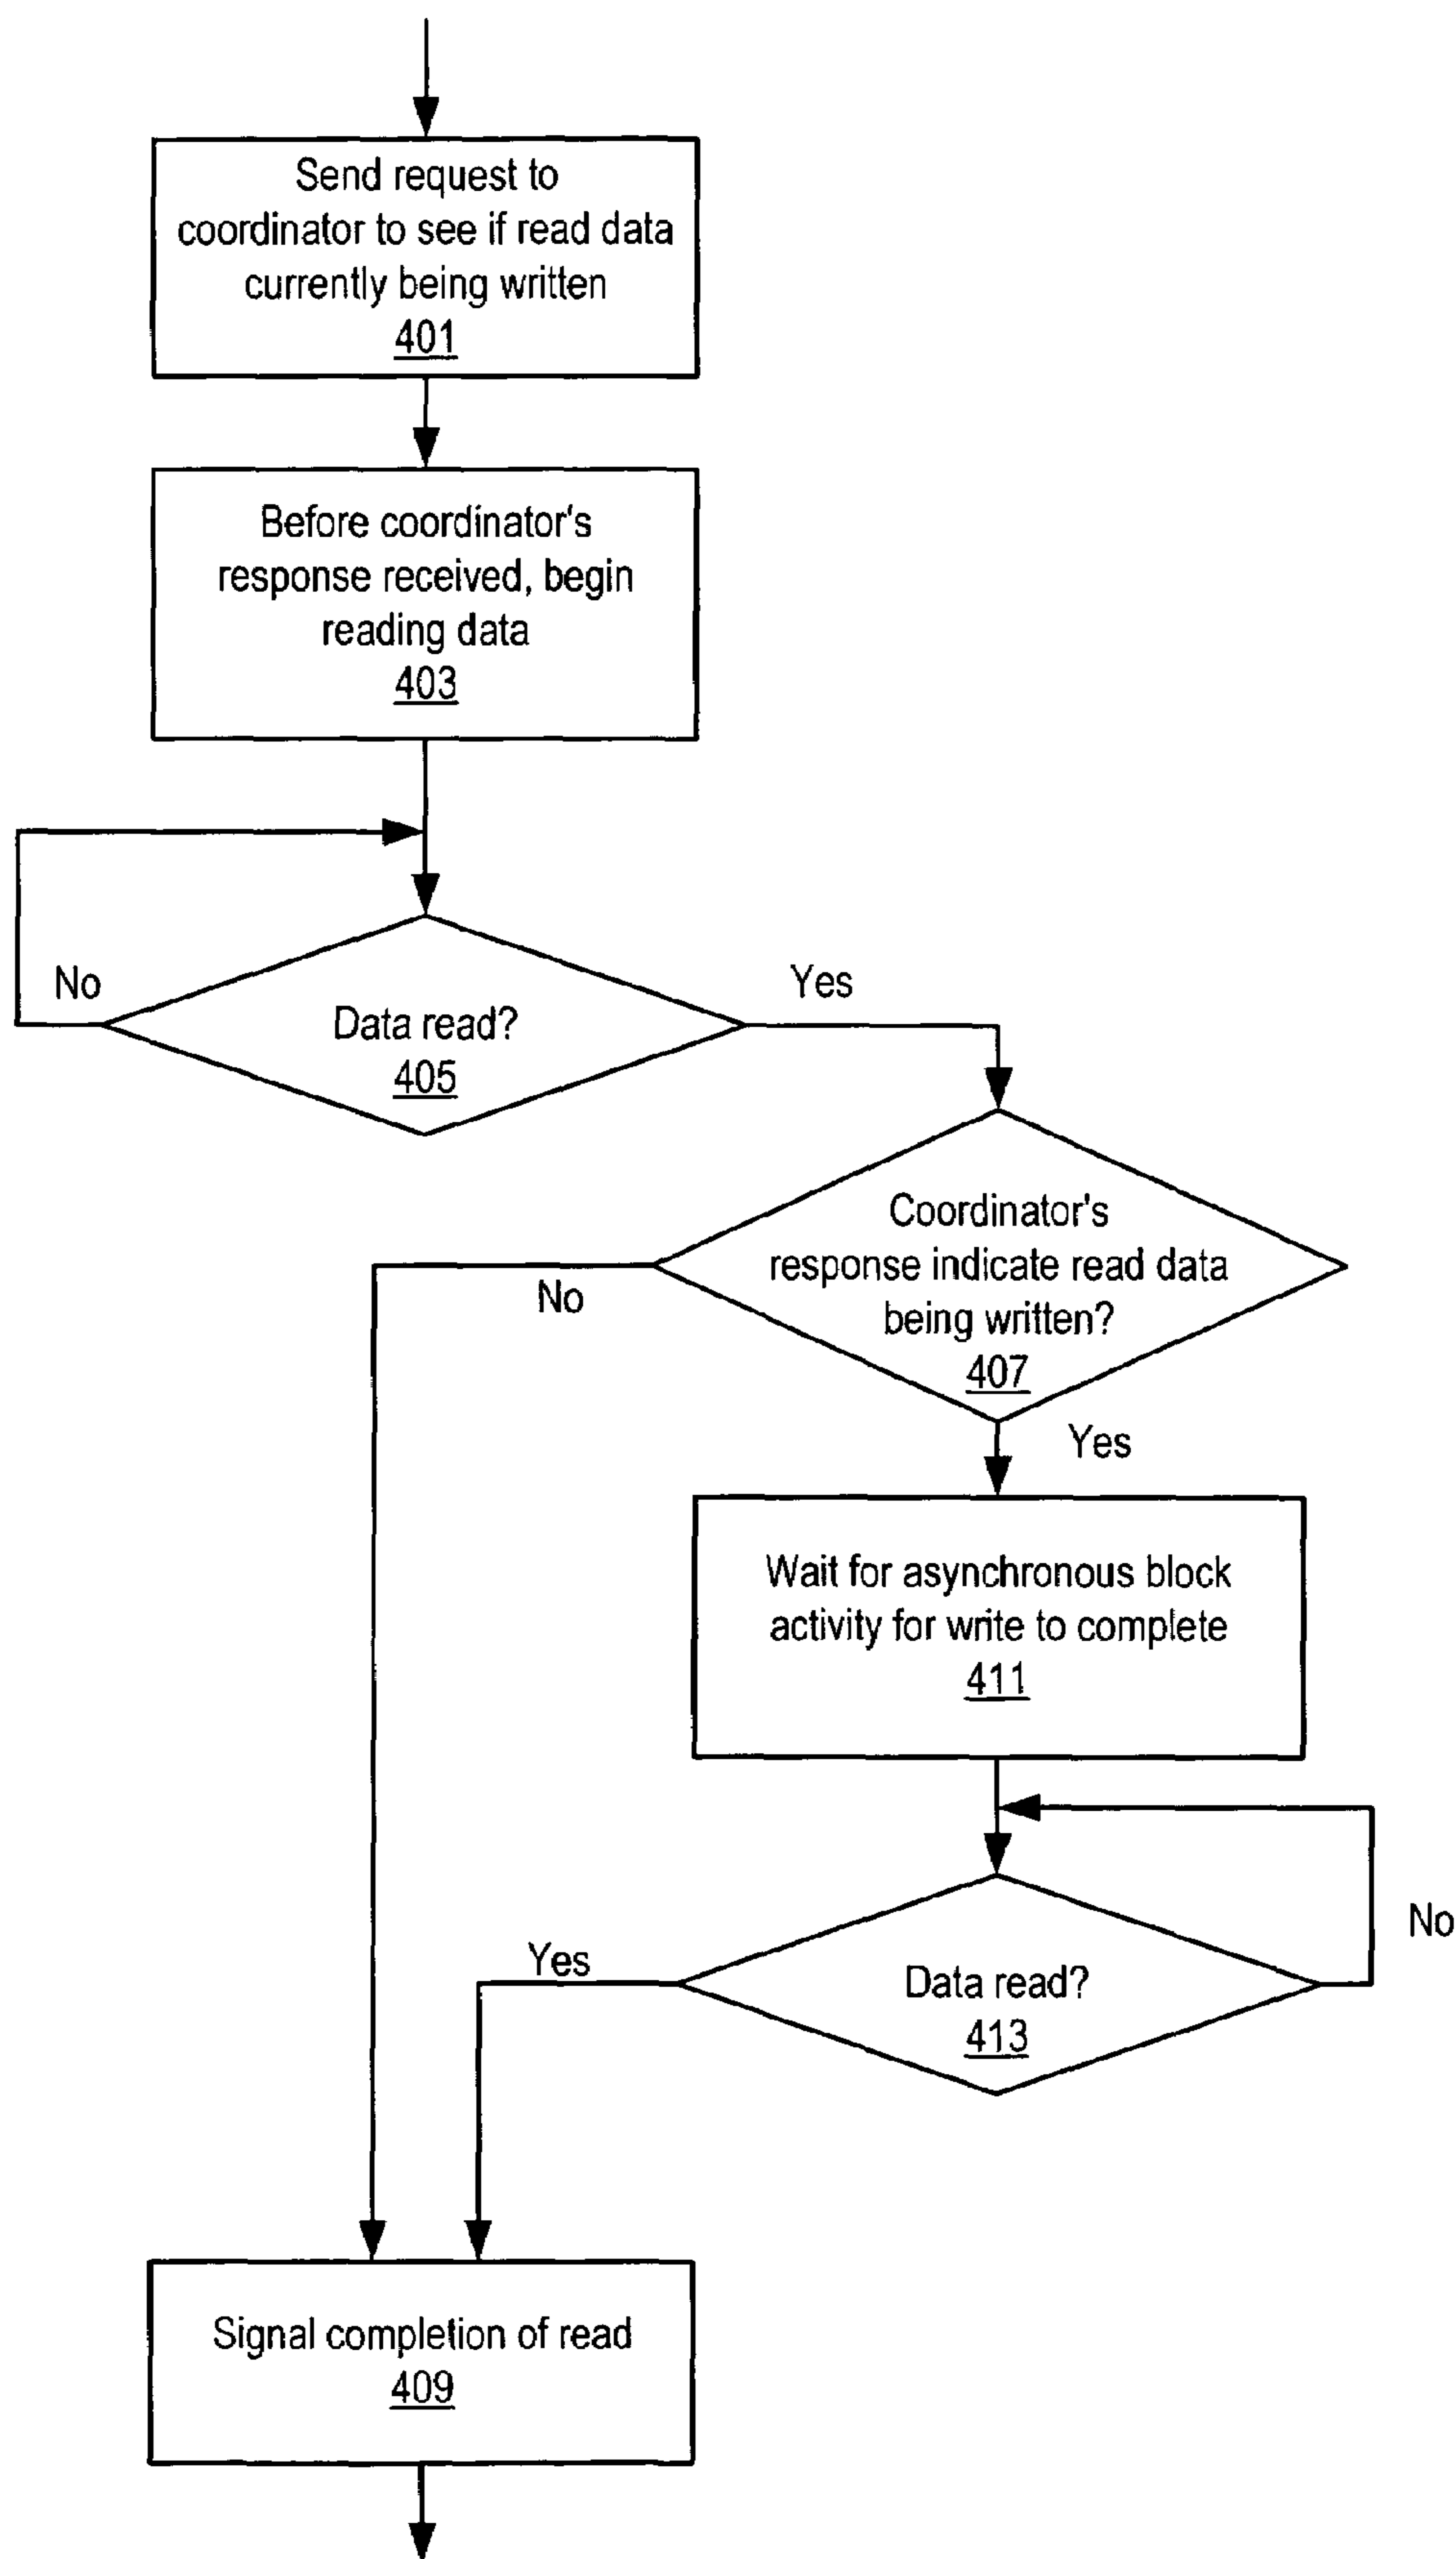 Send request to
coordinator to see if read data
currently being written
401
Before coordinator's
response received, begin
reading data
403
No
Yes
Data read?
405
Coordinator's
response indicate read data
being written?
407
No
Yes
Wait for asynchronous block
activity for write to complete
411
No
Yes
Data read?
413
Signal completion of read
409